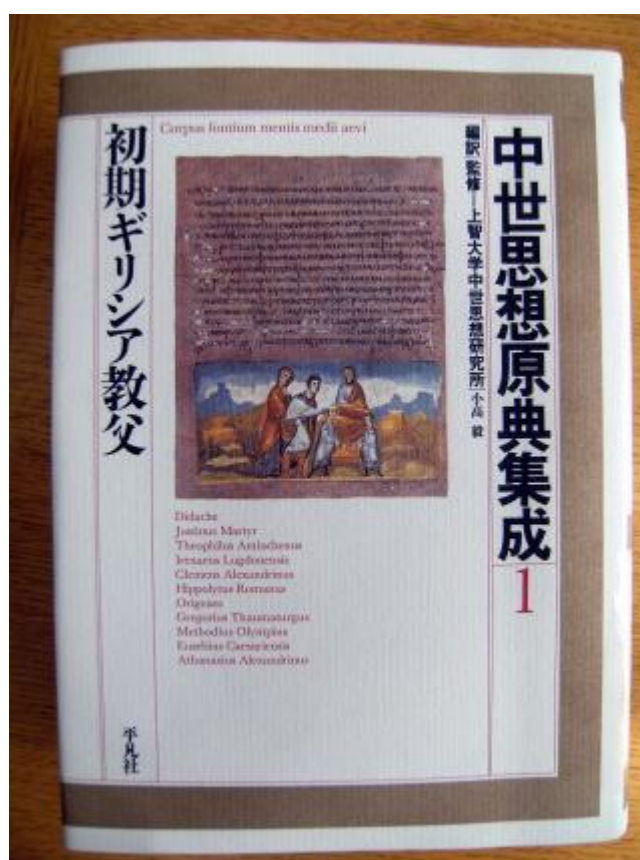 中世思想原典集成
1
編訳 監修——上智大学中世思想研究所
小高 毅
Corpus fontium mentis medii aevi
初期ギリシア教父
Didache
Justinus Martyr
Theophilus Antiochenus
Irenaeus Lugdunensis
Clemens Alexandrinus
Hippolytus Romanus
Origenes
Gregorius Thaumaturgus
Methodius Olympius
Eusebius Caesariensis
Athanasius Alexandrinus
平凡社